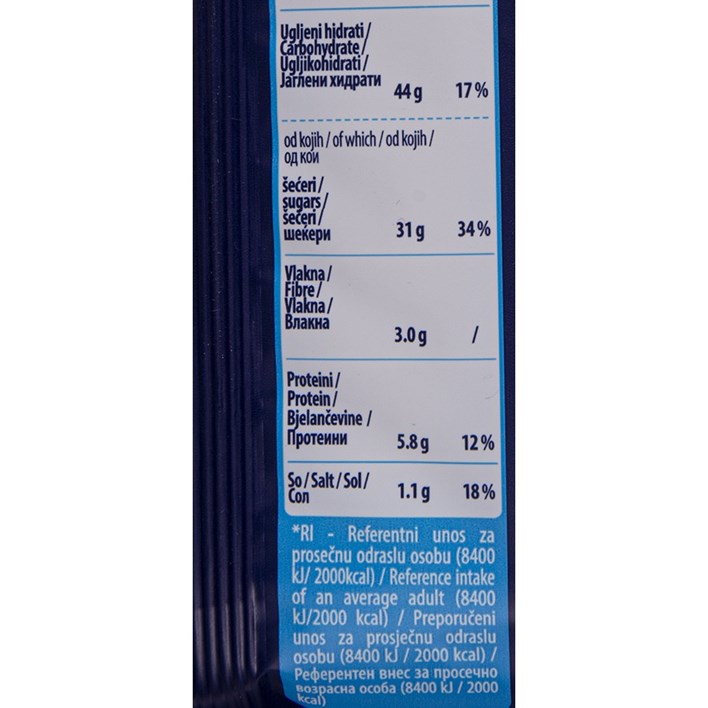 Ugljeni hidrati /
Carbohydrate /
Ugljikohidrati /
Јаглени хидрати
44 g 17 %
od kojih / of which / od kojih /
од кои
šećeri /
sugars /
šećeri /
шеќери
31 g 34 %
Vlakna /
Fibre /
Vlakna /
Влакна
3.0 g /
Proteini /
Protein /
Bjelančevine /
Протеини
5.8 g 12 %
So / Salt / Sol /
Сол
1.1 g 18 %
*RI - Referentni unos za
prosečnu odraslu osobu (8400
kJ/ 2000kcal) / Reference intake
of an average adult (8400
kJ/2000 kcal) / Preporučeni
unos za prosječnu odraslu
osobu (8400 kJ / 2000 kcal) /
Референтен внес за просечно
возрасна особа (8400 kJ / 2000
kcal)